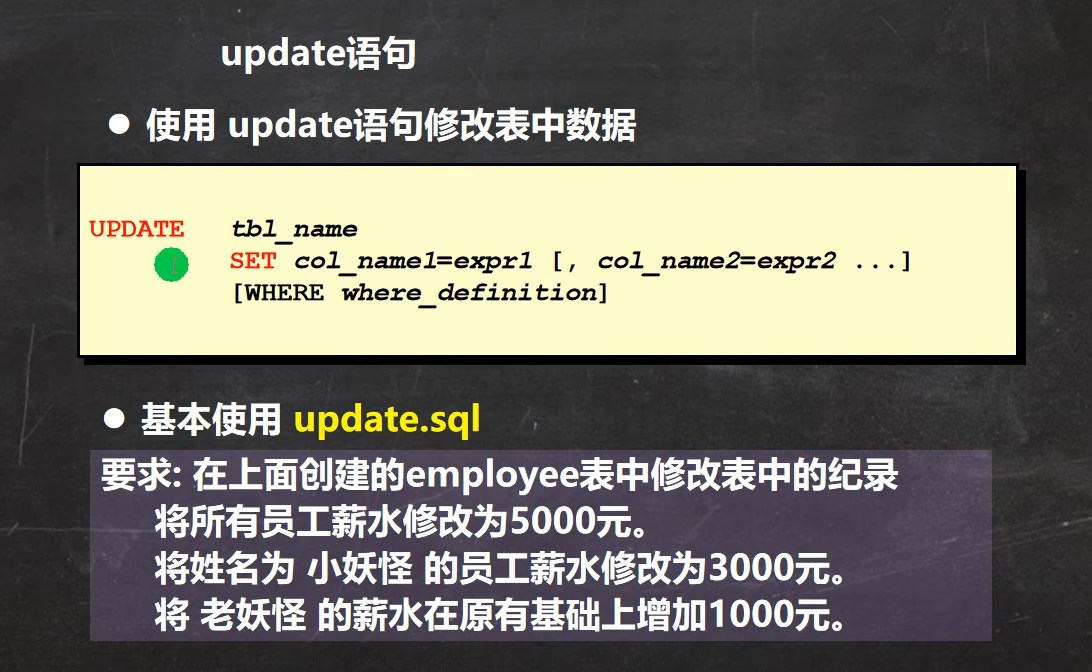 update语句
● 使用 update语句修改表中数据
UPDATE tbl_name
SET col_name1=expr1 [, col_name2=expr2 ...]
[WHERE where_definition]
● 基本使用 update.sql
要求: 在上面创建的employee表中修改表中的纪录
将所有员工薪水修改为5000元。
将姓名为 小妖怪 的员工薪水修改为3000元。
将 老妖怪 的薪水在原有基础上增加1000元。